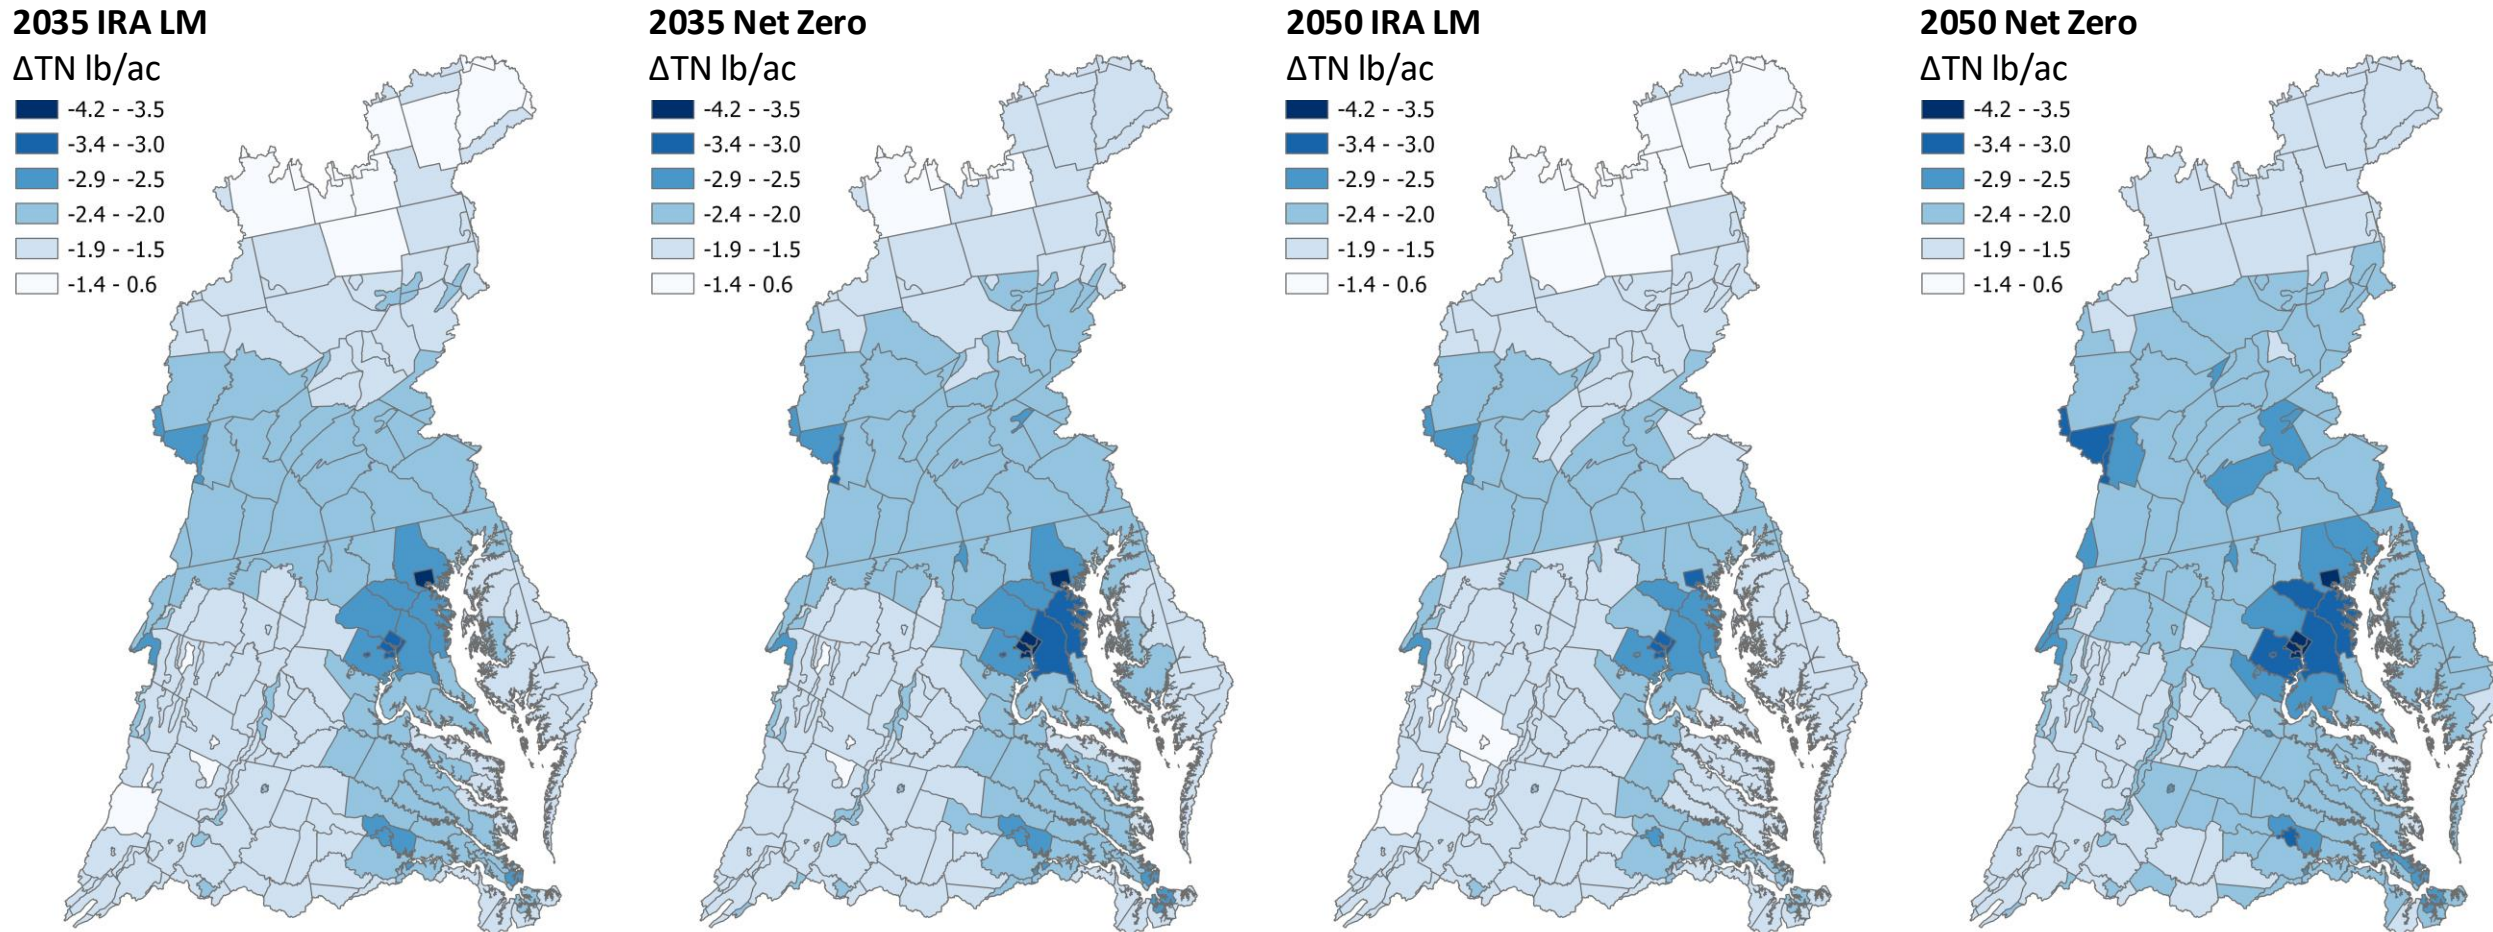 2035 IRA LM
ΔTN lb/ac
-4.2 - -3.5
-3.4 - -3.0
-2.9 - -2.5
-2.4 - -2.0
-1.9 - -1.5
-1.4 - 0.6
2035 Net Zero
ΔTN lb/ac
-4.2 - -3.5
-3.4 - -3.0
-2.9 - -2.5
-2.4 - -2.0
-1.9 - -1.5
-1.4 - 0.6
2050 IRA LM
ΔTN lb/ac
-4.2 - -3.5
-3.4 - -3.0
-2.9 - -2.5
-2.4 - -2.0
-1.9 - -1.5
-1.4 - 0.6
2050 Net Zero
ΔTN lb/ac
-4.2 - -3.5
-3.4 - -3.0
-2.9 - -2.5
-2.4 - -2.0
-1.9 - -1.5
-1.4 - 0.6